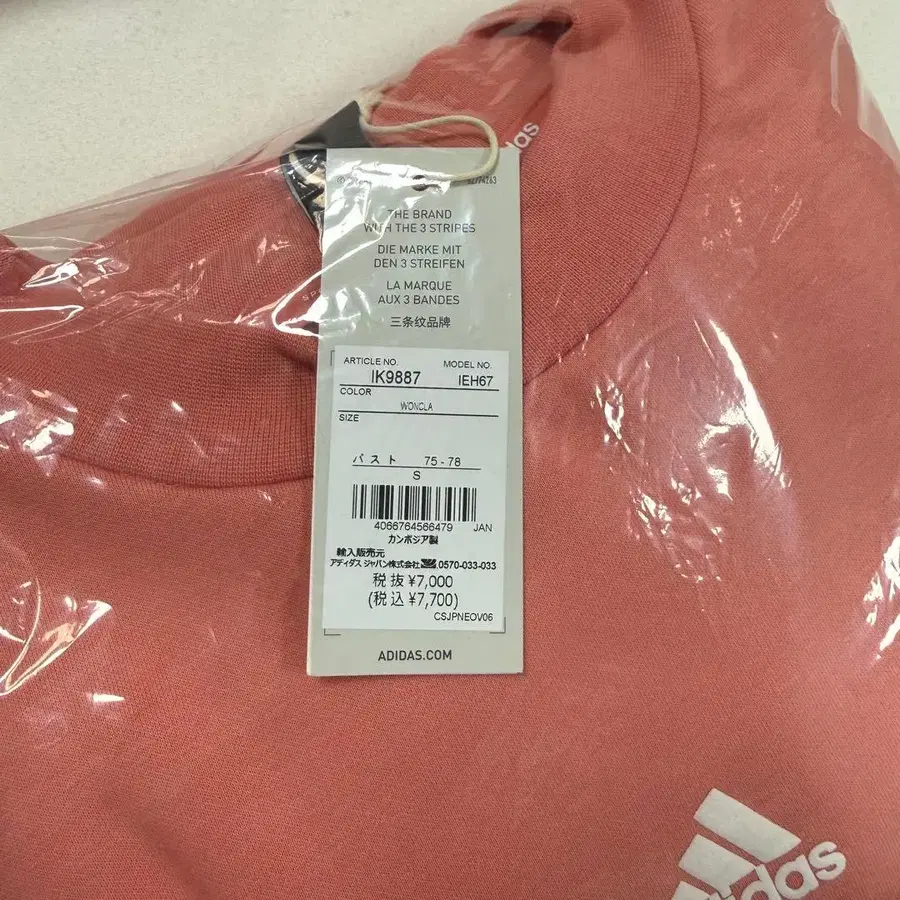 THE BRAND
WITH THE 3 STRIPES
DIE MARKE MIT
DEN 3 STREIFEN
LA MARQUE
AUX 3 BANDES
三条纹品牌
ARTICLE NO. MODEL NO.
IK9887 IEH67
COLOR
WONCLA
SIZE
バスト 75-78
S
4066764566479 JAN
カンボジア製
輸入販売元
アディダス ジャパン株式会社 0570-033-033
税抜 ¥7,000
(税込 ¥7,700)
CSJPNEOV06
ADIDAS.COM
adidas